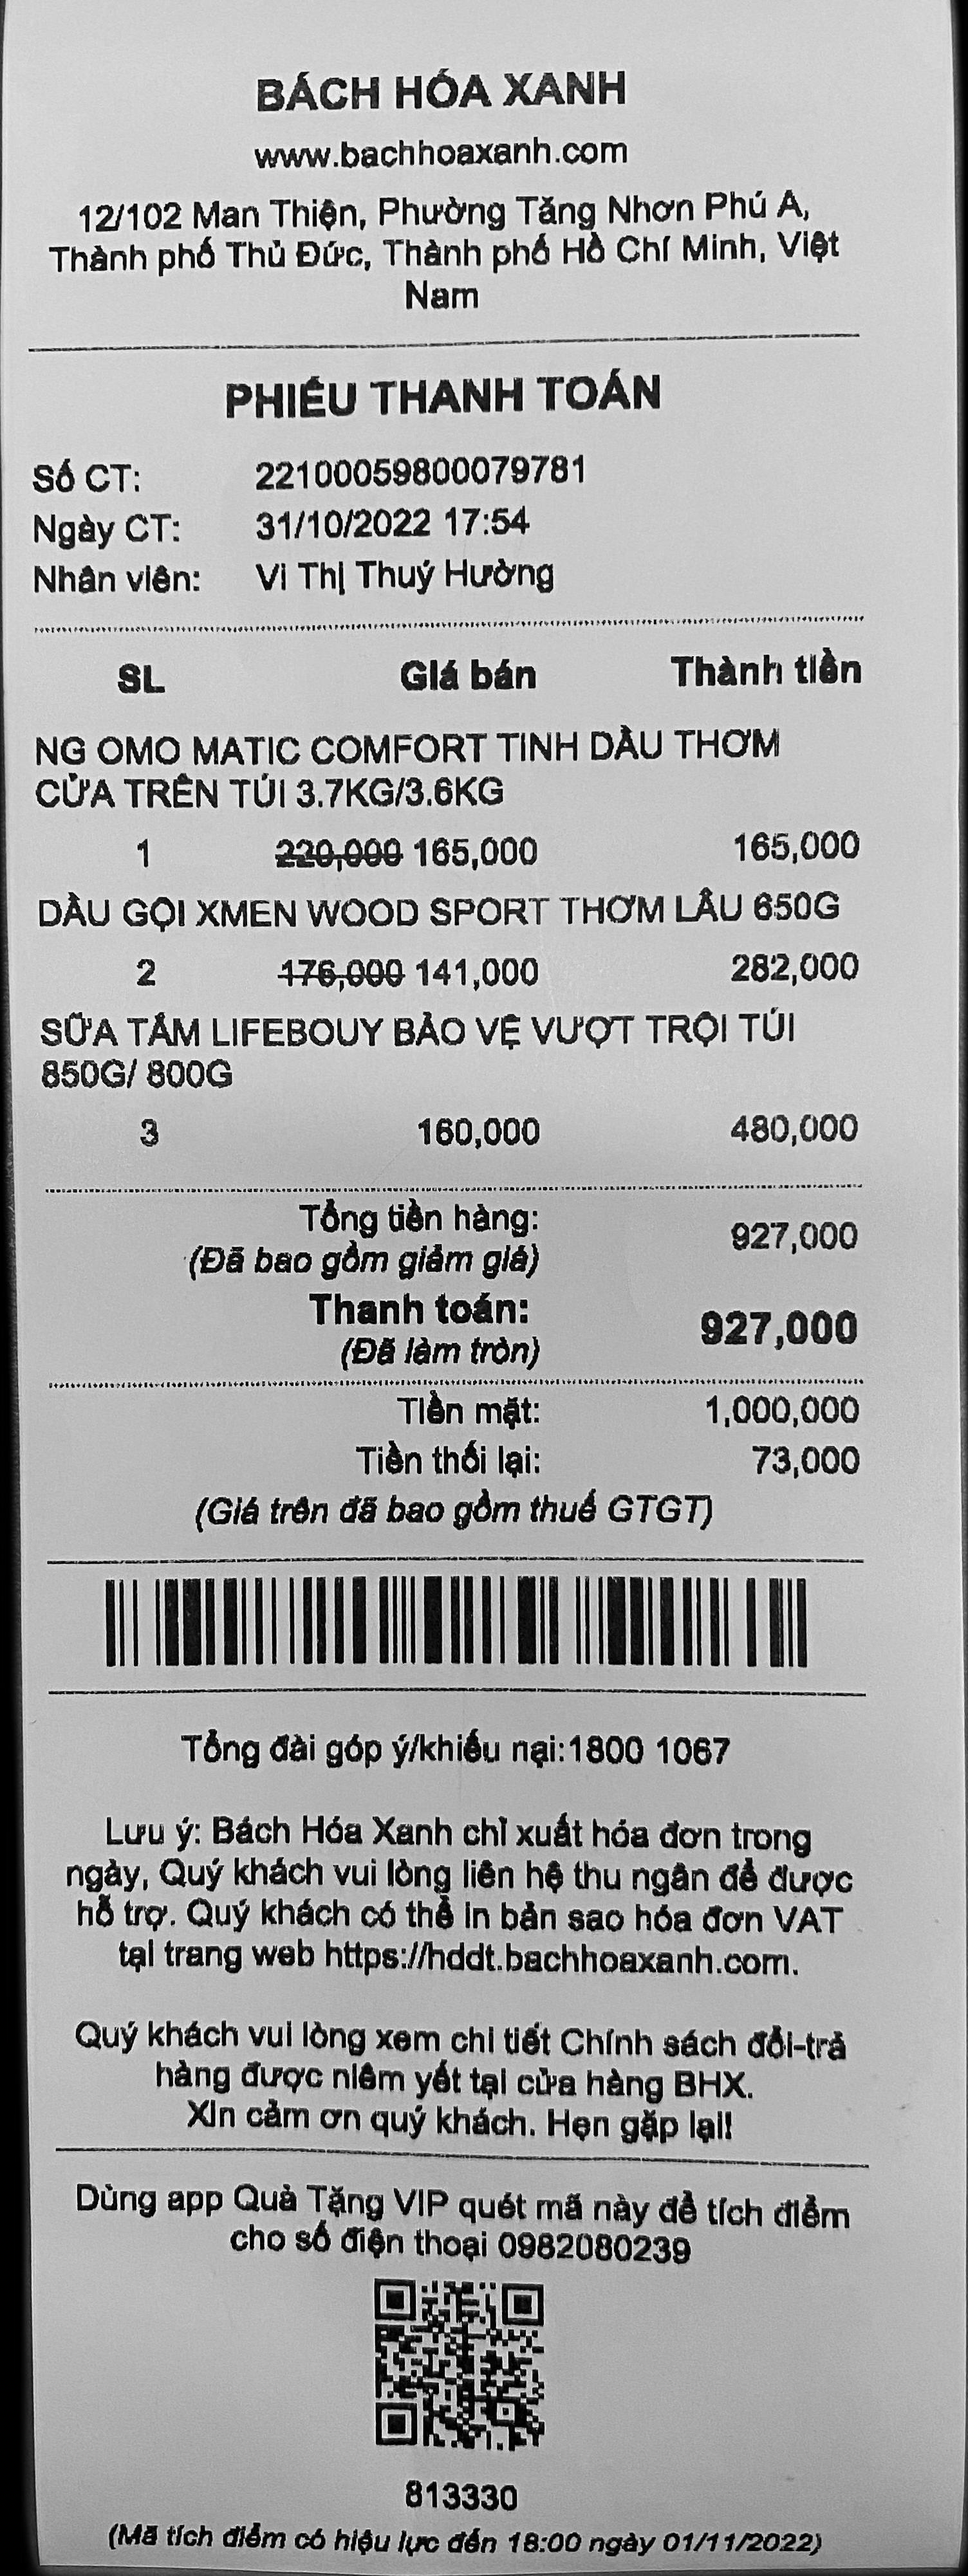 BÁCH HÓA XANH
www.bachhoaxanh.com
12/102 Man Thiện, Phường Tăng Nhơn Phú A,
Thành phố Thủ Đức, Thành phố Hồ Chí Minh, Việt
Nam
PHIẾU THANH TOÁN
Số CT: 22100059800079781
Ngày CT: 31/10/2022 17:54
Nhân viên: Vi Thị Thuý Hường
SL Giá bán Thành tiền
NG OMO MATIC COMFORT TINH DẦU THƠM
CỬA TRÊN TÚI 3.7KG/3.6KG
1 220,000 165,000 165,000
DẦU GỌI XMEN WOOD SPORT THƠM LÂU 650G
2 176,000 141,000 282,000
SỮA TẮM LIFEBOUY BẢO VỆ VƯỢT TRỘI TÚI
850G/ 800G
3 160,000 480,000
Tổng tiền hàng: 927,000
(Đã bao gồm giảm giá)
Thanh toán: 927,000
(Đã làm tròn)
Tiền mặt: 1,000,000
Tiền thối lại: 73,000
(Giá trên đã bao gồm thuế GTGT)
Tổng đài góp ý/khiếu nại:1800 1067
Lưu ý: Bách Hóa Xanh chỉ xuất hóa đơn trong
ngày, Quý khách vui lòng liên hệ thu ngân để được
hỗ trợ. Quý khách có thể in bản sao hóa đơn VAT
tại trang web https://hddt.bachhoaxanh.com.
Quý khách vui lòng xem chi tiết Chính sách đổi-trả
hàng được niêm yết tại cửa hàng BHX.
Xin cảm ơn quý khách. Hẹn gặp lại!
Dùng app Quà Tặng VIP quét mã này để tích điểm
cho số điện thoại 0982080239
813330
(Mã tích điểm có hiệu lực đến 18:00 ngày 01/11/2022)